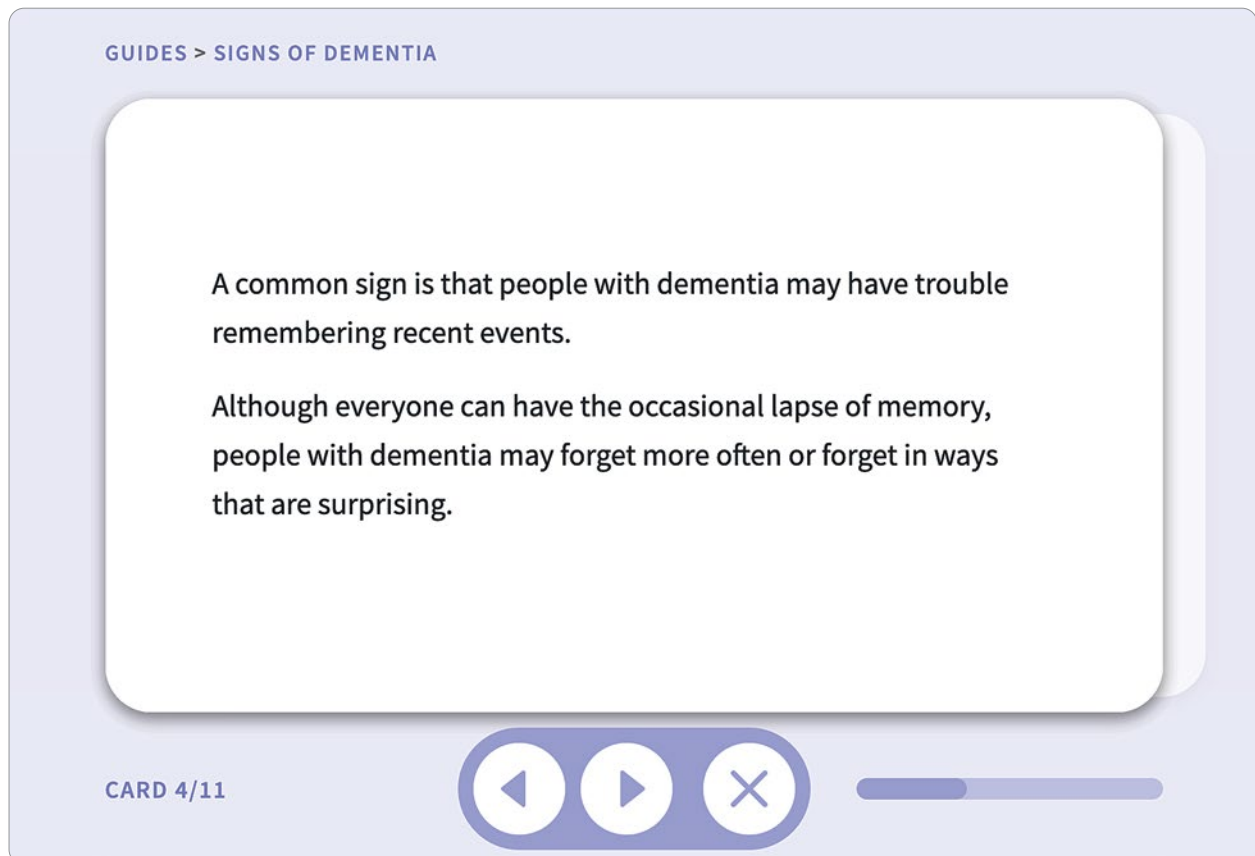 GUIDES > SIGNS OF DEMENTIA
A common sign is that people with dementia may have trouble
remembering recent events.
Although everyone can have the occasional lapse of memory,
people with dementia may forget more often or forget in ways
that are surprising.
CARD 4/11